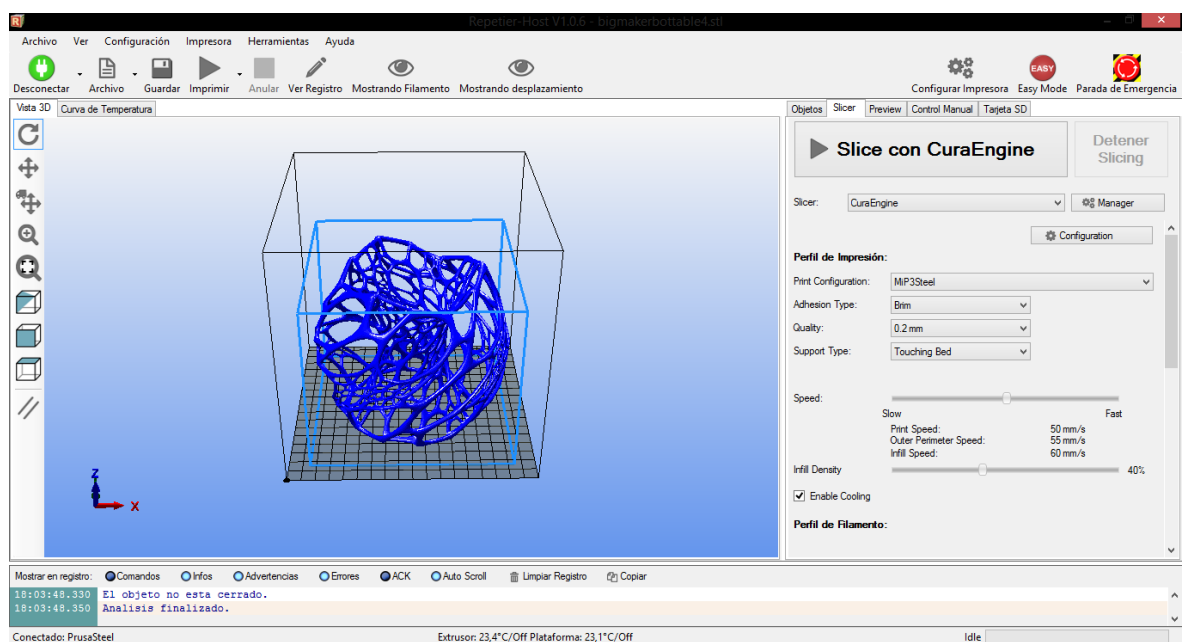 R
Repetier-Host V1.0.6 - bigmakerbottable4.stl
Archivo Ver Configuración Impresora Herramientas Ayuda
EASY
Desconectar Archivo Guardar Imprimir Anular Ver Registro Mostrando Filamento Mostrando desplazamiento Configurar Impresora Easy Mode Parada de Emergencia
Vista 3D Curva de Temperatura
Objetos Slicer Preview Control Manual Tarjeta SD
Slice con CuraEngine
Detener
Slicing
Slicer: CuraEngine Manager
Configuration
Perfil de Impresión:
Print Configuration: MiP3Steel
Adhesion Type: Brim
Quality: 0.2 mm
Support Type: Touching Bed
Speed:
Slow Fast
Print Speed: 50 mm/s
Outer Perimeter Speed: 55 mm/s
Infill Speed: 60 mm/s
Infill Density 40%
Enable Cooling
Perfil de Filamento:
Z
X
Mostrar en registro: Comandos Infos Advertencias Errores ACK Auto Scroll Limpiar Registro Copiar
18:03:48.330 El objeto no esta cerrado.
18:03:48.350 Analisis finalizado.
Conectado: PrusaSteel Extrusor: 23,4°C/Off Plataforma: 23,1°C/Off Idle